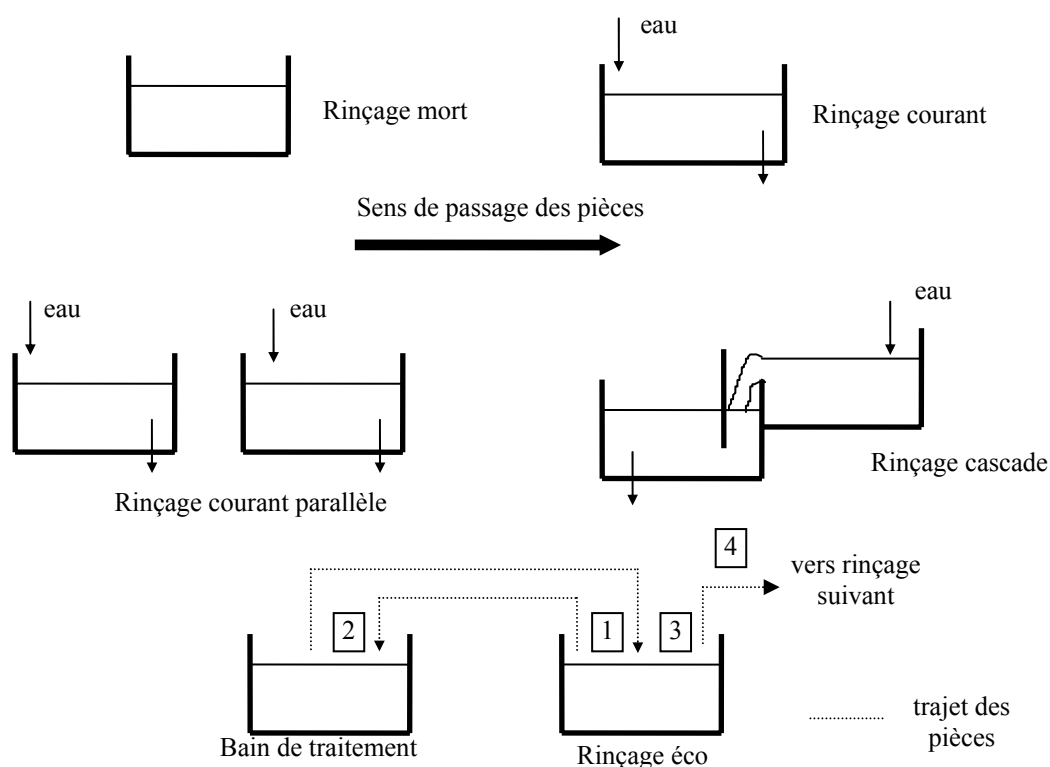 eau
eau
Rinçage mort
Rinçage courant
Sens de passage des pièces
eau
eau
eau
Rinçage cascade
Rinçage courant parallèle
4
vers rinçage
suivant
2
1
3
trajet des
pièces
Bain de traitement
Rinçage éco